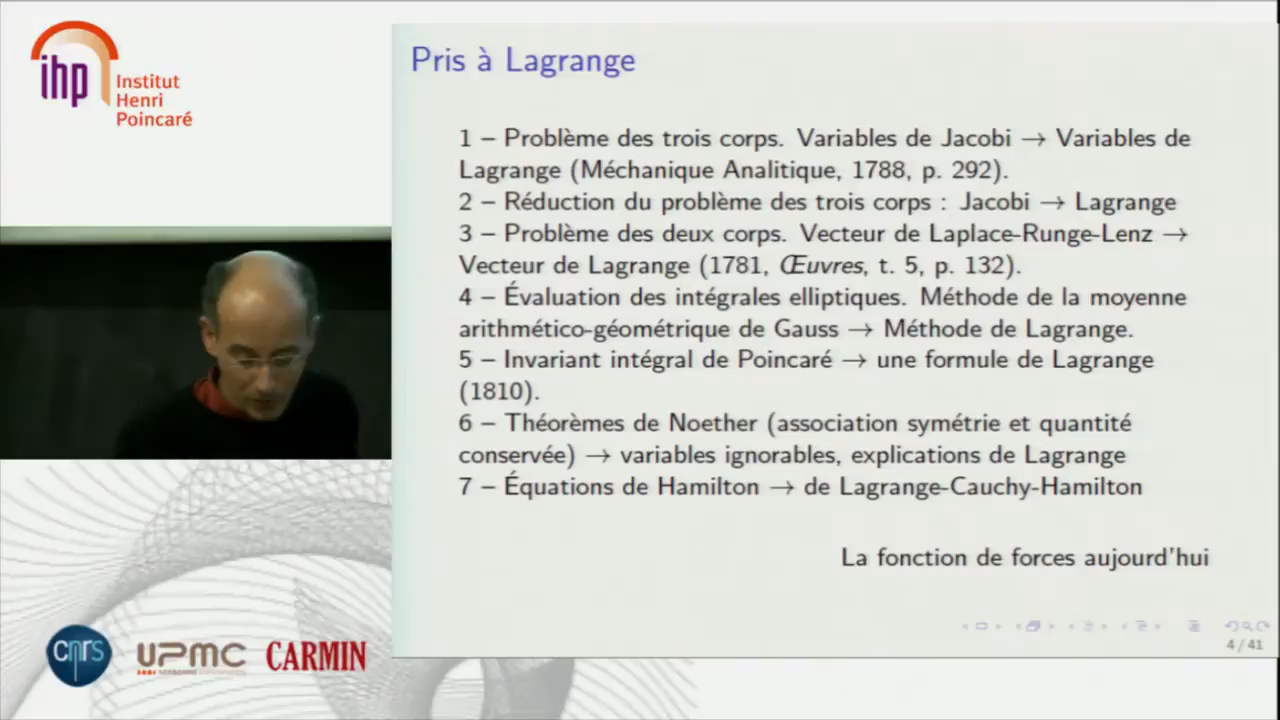 ihp
Institut
Henri
Poincaré
Pris à Lagrange
1 – Problème des trois corps. Variables de Jacobi → Variables de
Lagrange (Méchanique Analitique, 1788, p. 292).
2 – Réduction du problème des trois corps : Jacobi → Lagrange
3 – Problème des deux corps. Vecteur de Laplace-Runge-Lenz →
Vecteur de Lagrange (1781, Œuvres, t. 5, p. 132).
4 – Évaluation des intégrales elliptiques. Méthode de la moyenne
arithmético-géométrique de Gauss → Méthode de Lagrange.
5 – Invariant intégral de Poincaré → une formule de Lagrange
(1810).
6 – Théorèmes de Noether (association symétrie et quantité
conservée) → variables ignorables, explications de Lagrange
7 – Équations de Hamilton → de Lagrange-Cauchy-Hamilton
La fonction de forces aujourd'hui
4 / 41
cnrs
UPMC
CARMIN